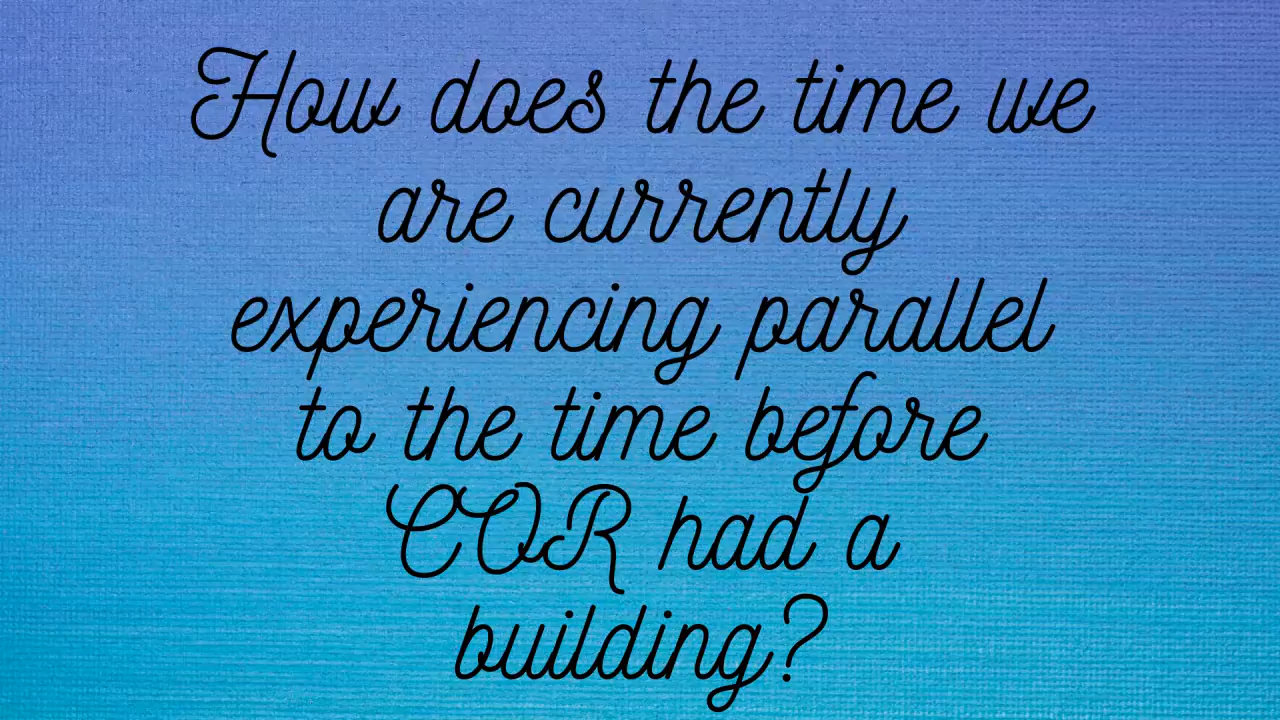 How does the time we
are currently
experiencing parallel
to the time before
COR had a
building?